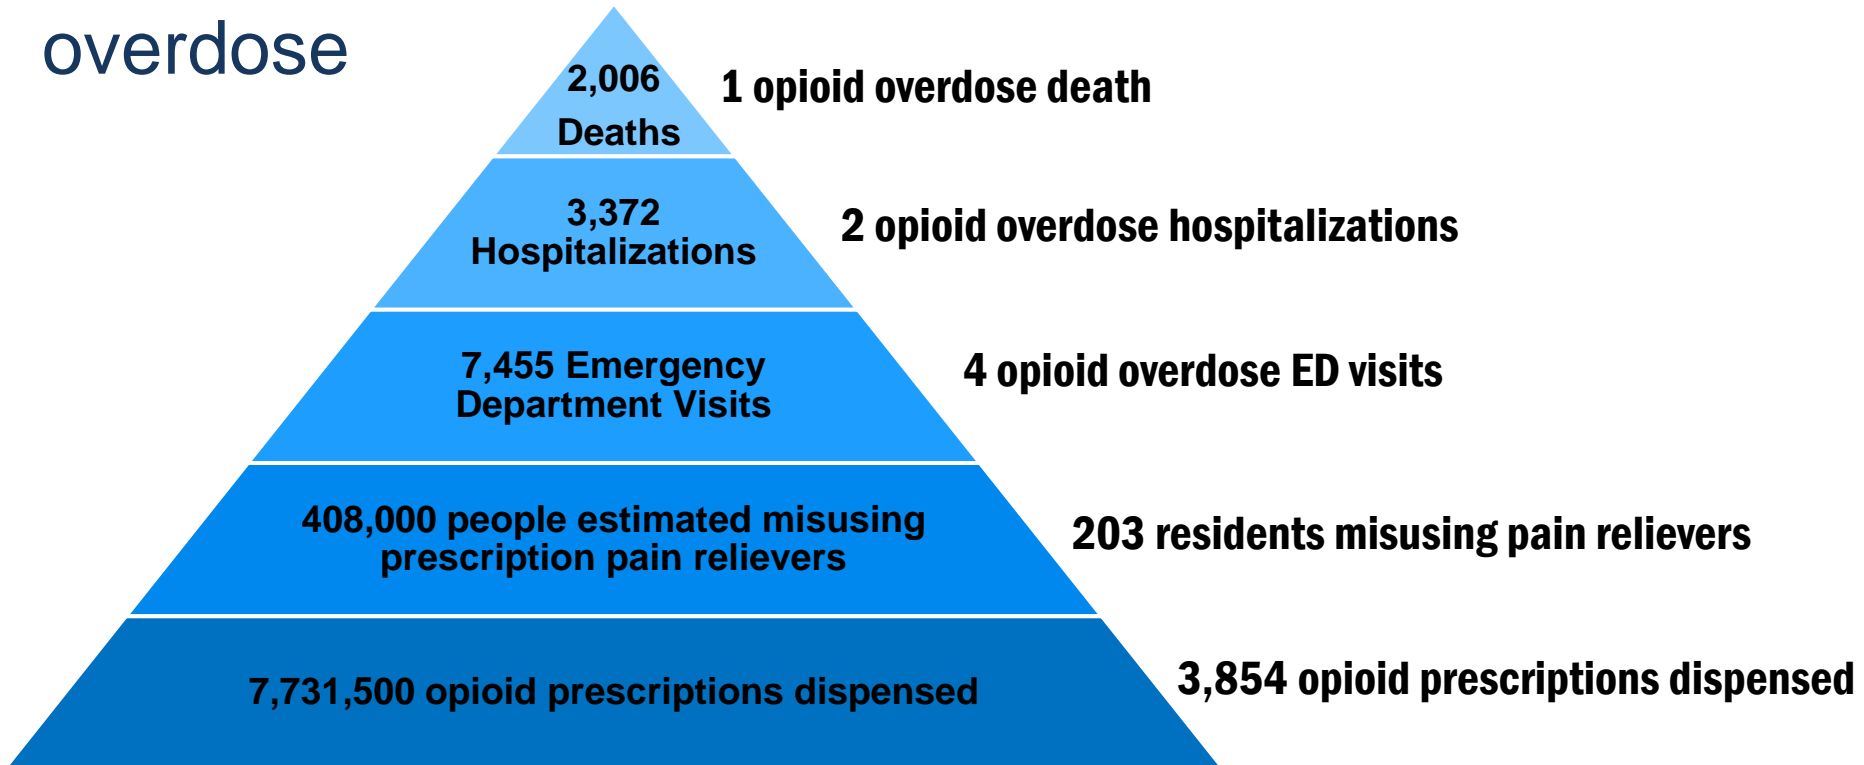 overdose
2,006
Deaths
1 opioid overdose death
3,372
Hospitalizations
2 opioid overdose hospitalizations
7,455 Emergency
Department Visits
4 opioid overdose ED visits
408,000 people estimated misusing
prescription pain relievers
203 residents misusing pain relievers
7,731,500 opioid prescriptions dispensed
3,854 opioid prescriptions dispensed